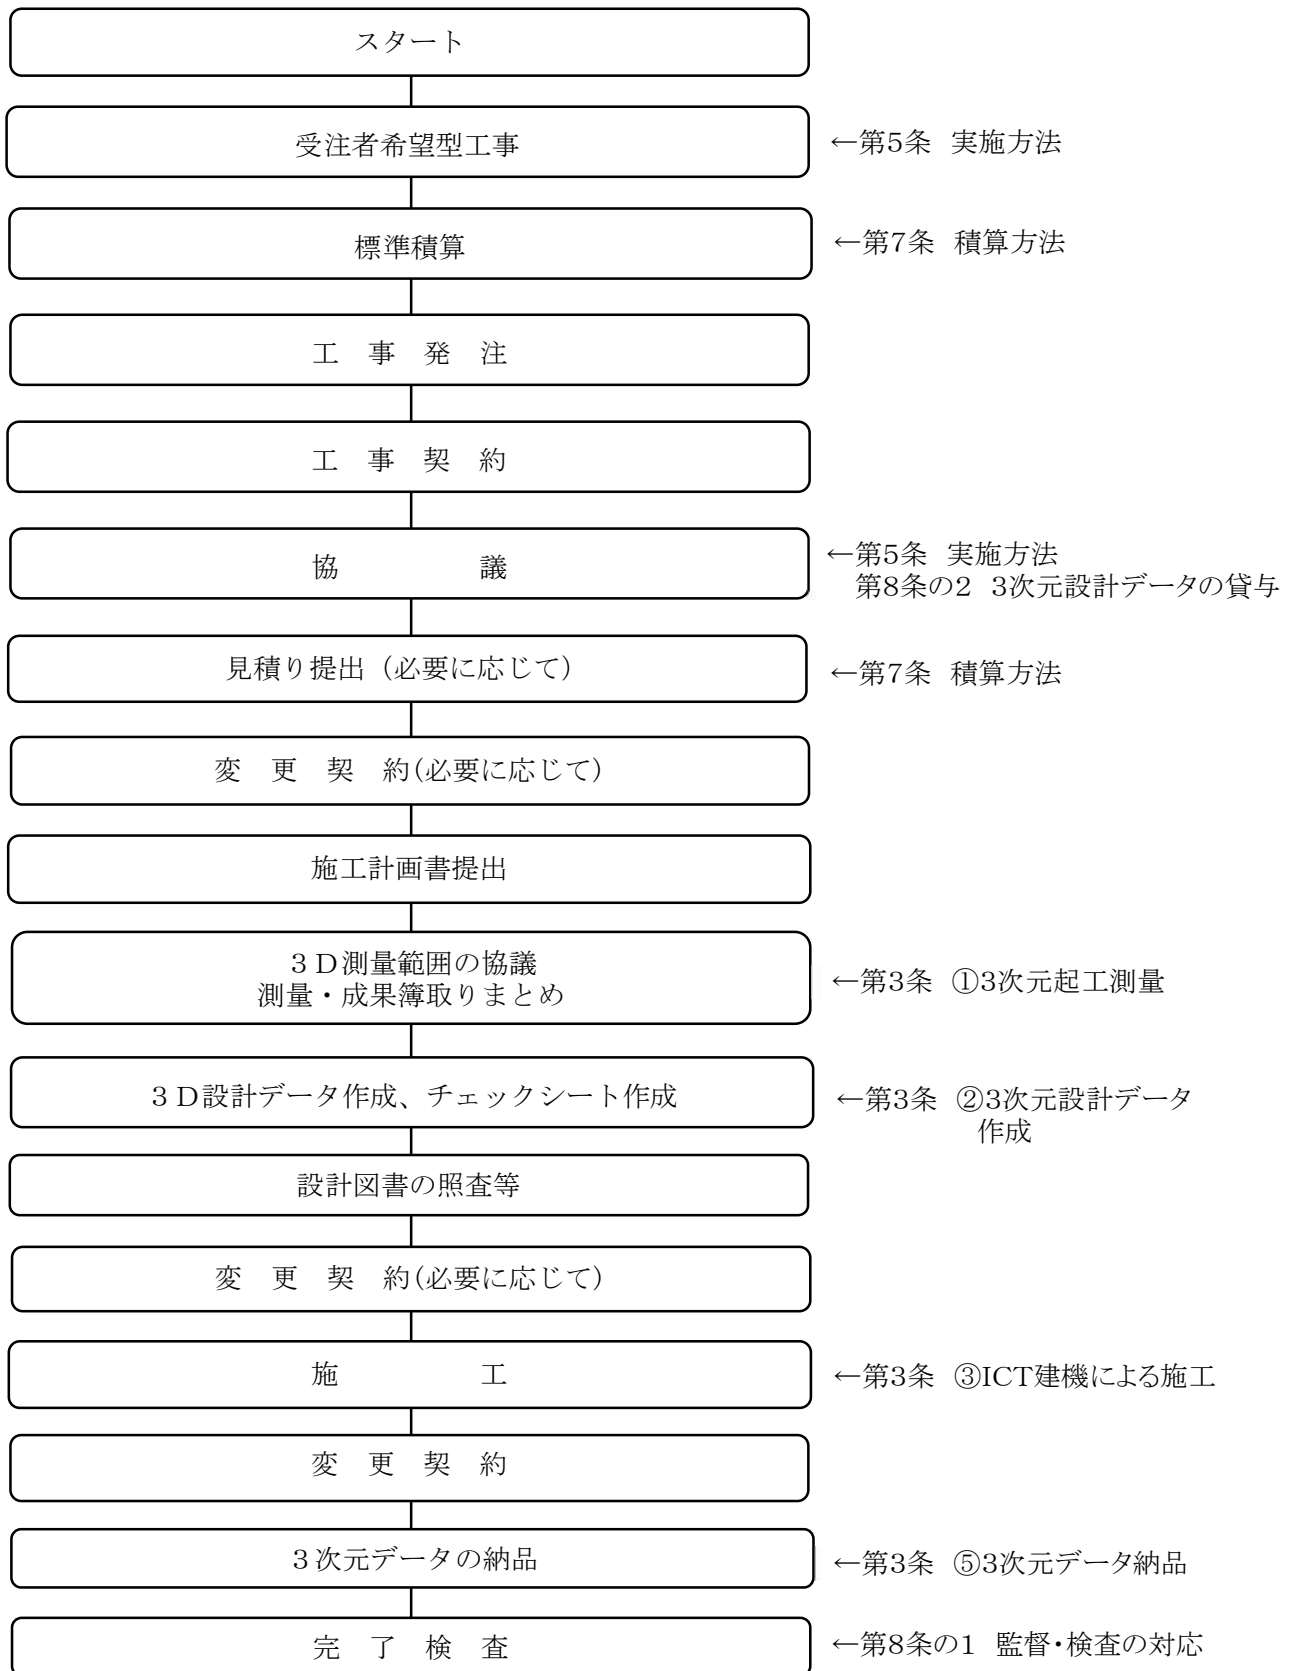 スタート
受注者希望型工事
←第5条　実施方法
標準積算
←第7条　積算方法
工　事　発　注
工　事　契　約
協　　　　　議
←第5条　実施方法
第8条の2　3次元設計データの貸与
見積り提出（必要に応じて）
←第7条　積算方法
変　更　契　約(必要に応じて)
施工計画書提出
３Ｄ測量範囲の協議
測量・成果簿取りまとめ
←第3条　①3次元起工測量
３Ｄ設計データ作成、チェックシート作成
←第3条　②3次元設計データ
作成
設計図書の照査等
変　更　契　約(必要に応じて)
施　　　　　工
←第3条　③ICT建機による施工
変　更　契　約
３次元データの納品
←第3条　⑤3次元データ納品
完　了　検　査
←第8条の1　監督・検査の対応